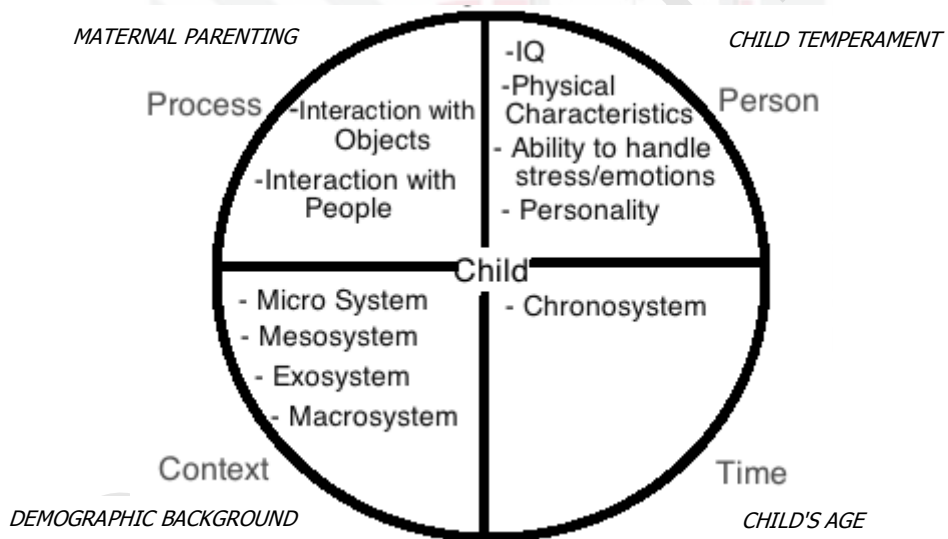 MATERNAL PARENTING
CHILD TEMPERAMENT
Process
-Interaction with
Objects
-Interaction with
People
-IQ
-Physical
Characteristics
- Ability to handle
stress/emotions
- Personality
Person
Child
- Micro System
- Mesosystem
- Exosystem
- Macrosystem
- Chronosystem
Context
Time
DEMOGRAPHIC BACKGROUND
CHILD'S AGE